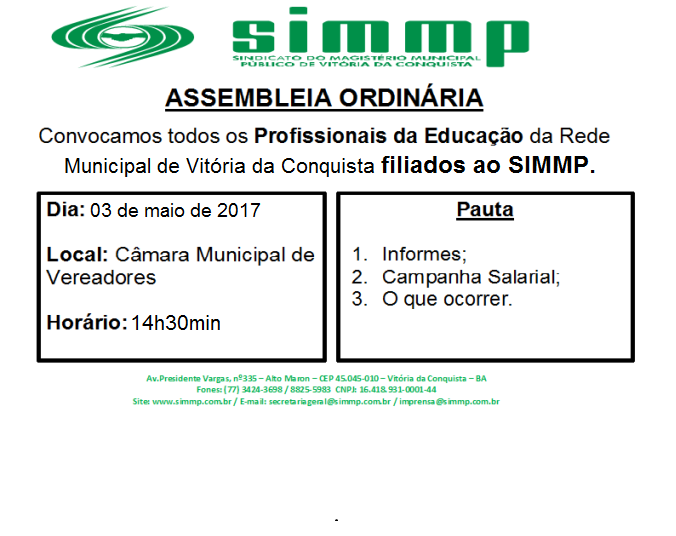 simmp
SINDICATO DO MAGISTÉRIO MUNICIPAL
PÚBLICO DE VITÓRIA DA CONQUISTA
ASSEMBLEIA ORDINÁRIA
Convocamos todos os Profissionais da Educação da Rede
Municipal de Vitória da Conquista filiados ao SIMMP.
Dia: 03 de maio de 2017
Local: Câmara Municipal de
Vereadores
Horário: 14h30min
Pauta
1. Informes;
2. Campanha Salarial;
3. O que ocorrer.
Av.Presidente Vargas, nº335 – Alto Maron – CEP 45.045-010 – Vitória da Conquista – BA
Fones: (77) 3424-3698 / 8825-5983 CNPJ: 16.418.931-0001-44
Site: www.simmp.com.br / E-mail: secretariageral@simmp.com.br / imprensa@simmp.com.br
.